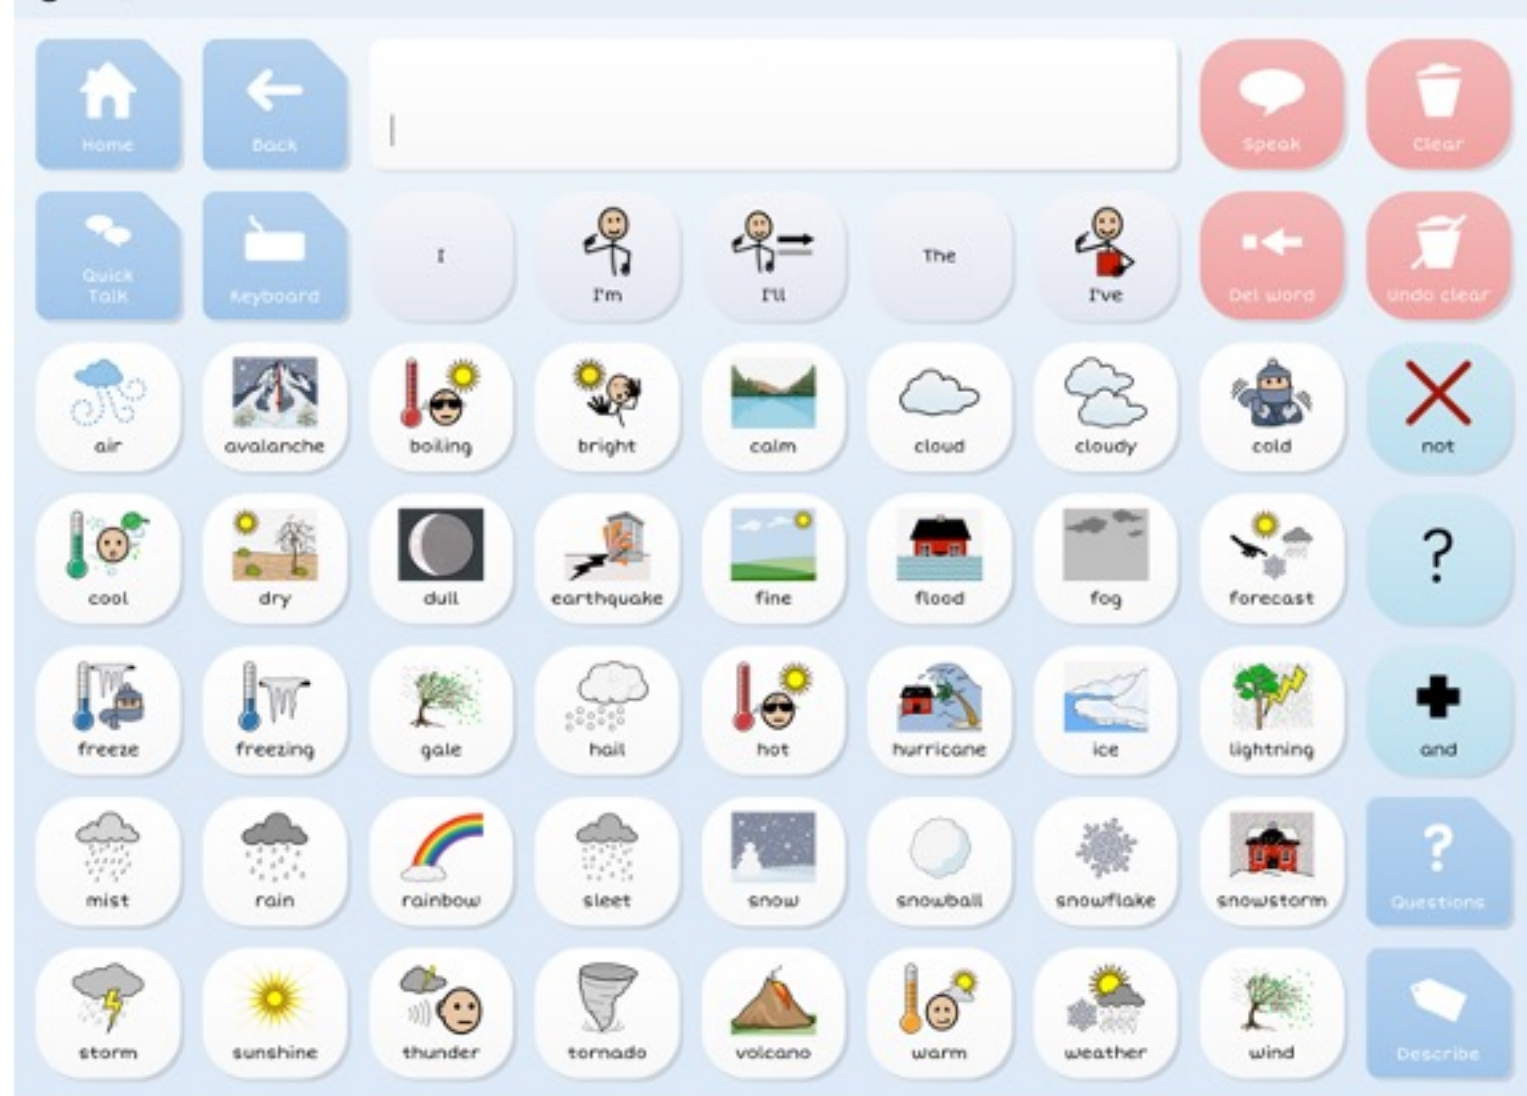 Home
Back
Speak
Clear
Quick
Talk
Keyboard
I
I'm
I'll
The
I've
Del word
Undo clear
air
avalanche
boiling
bright
calm
cloud
cloudy
cold
not
cool
dry
dull
earthquake
fine
flood
fog
forecast
?
freeze
freezing
gale
hail
hot
hurricane
ice
lightning
and
mist
rain
rainbow
sleet
snow
snowball
snowflake
snowstorm
?
Questions
storm
sunshine
thunder
tornado
volcano
warm
weather
wind
Describe